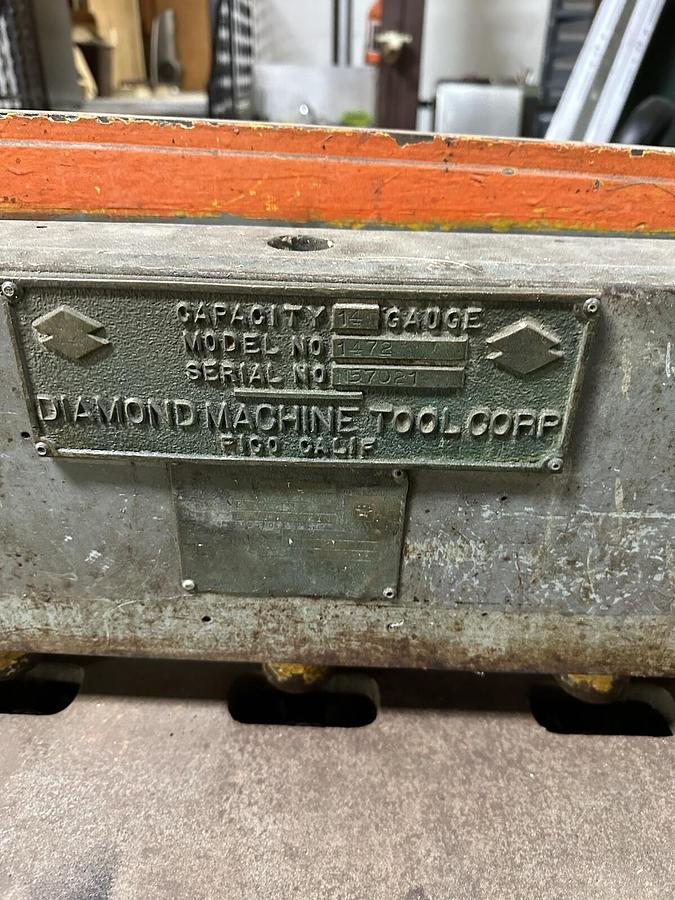 CAPACITY 14 GAUGE
MODEL NO 1472
SERIAL NO 57021
DIAMOND MACHINE TOOL CORP
PICO CALIF